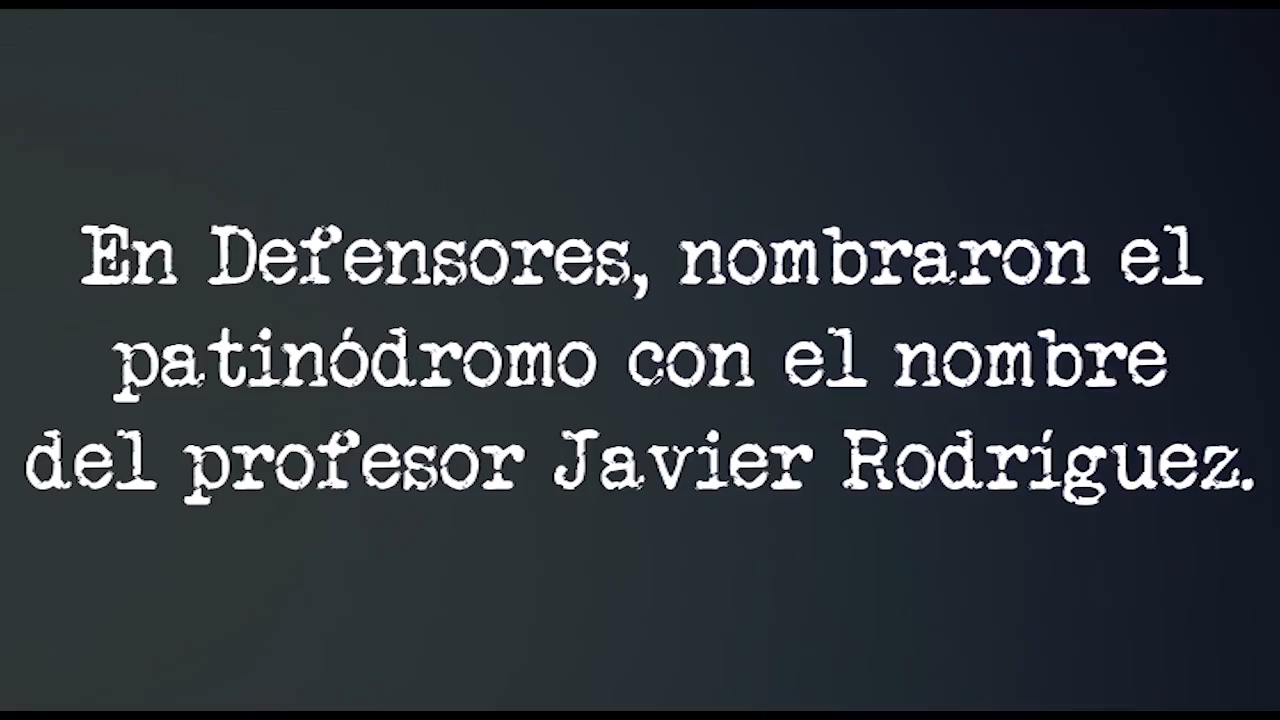 En Defensores, nombraron el
patinódromo con el nombre
del profesor Javier Rodríguez.